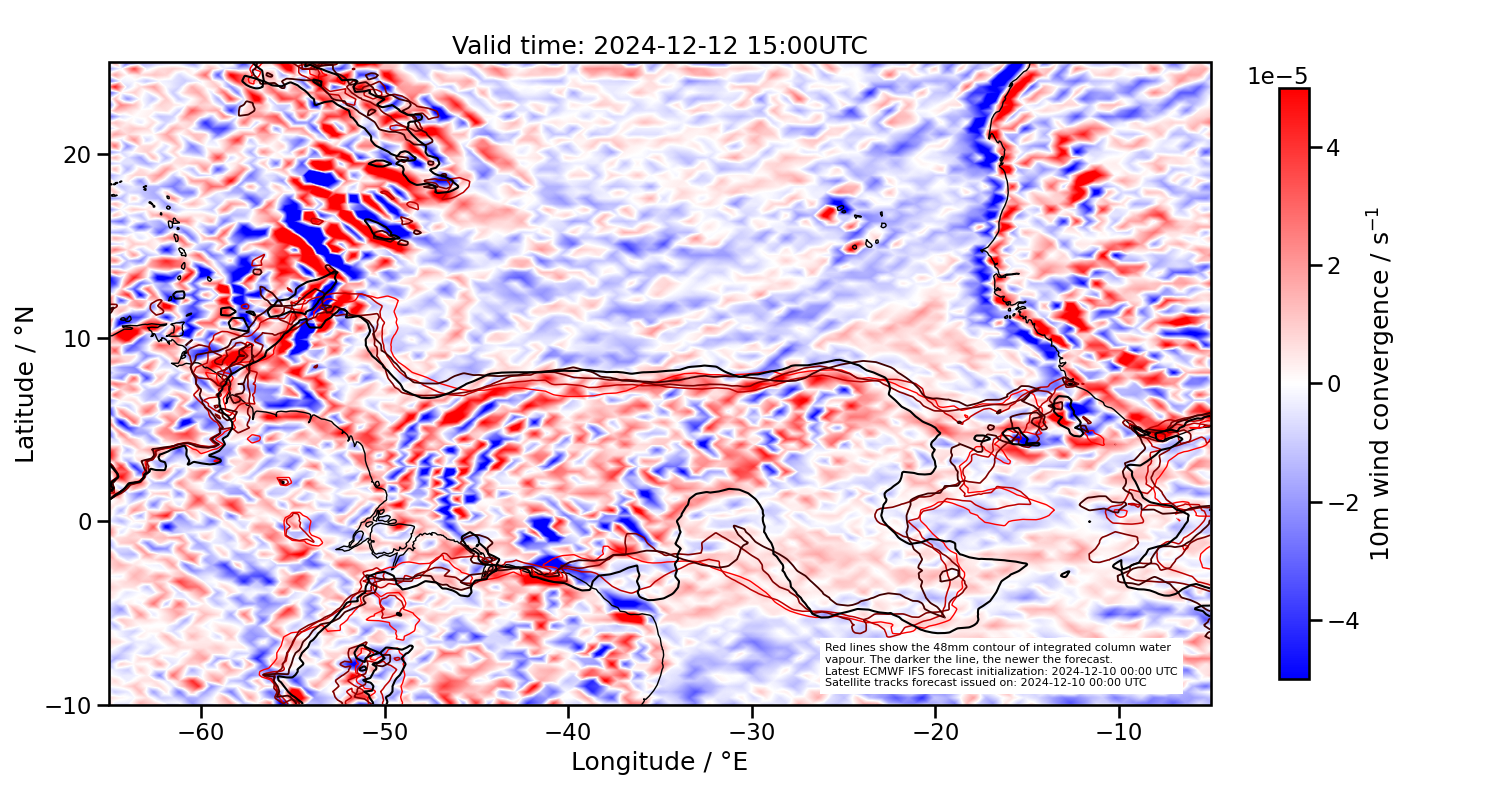 Valid time: 2024-12-12 15:00UTC
1e−5
20
10
0
−10
Latitude / °N
−60
−50
−40
−30
−20
−10
Longitude / °E
4
2
0
−2
−4
10m wind convergence / s⁻¹
Red lines show the 48mm contour of integrated column water
vapour. The darker the line, the newer the forecast.
Latest ECMWF IFS forecast initialization: 2024-12-10 00:00 UTC
Satellite tracks forecast issued on: 2024-12-10 00:00 UTC